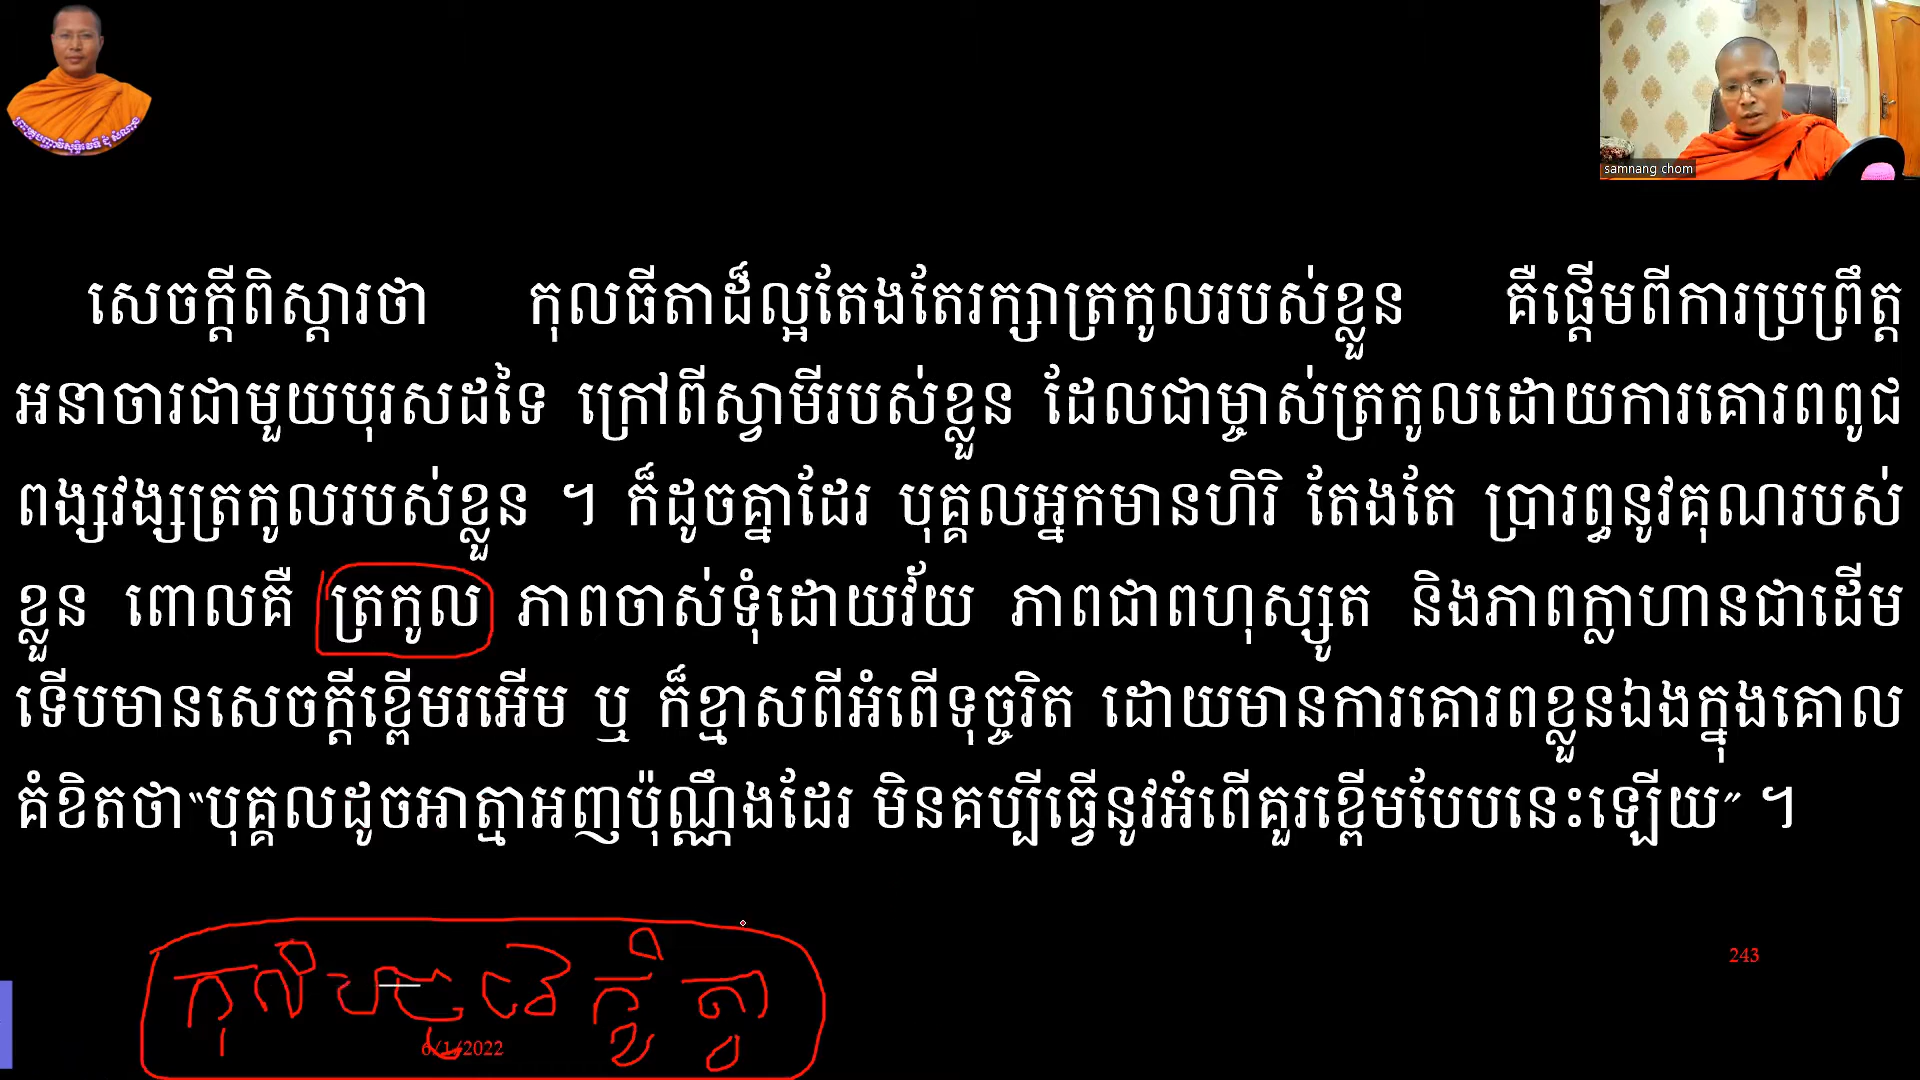 samnang chom
សេចក្តីពិស្តារថា កុលធីតាដ៏ល្អតែងតែរក្សាត្រកូលរបស់ខ្លួន គឺផ្តើមពីការប្រព្រឹត្ត
អនាចារជាមួយបុរសដទៃ ក្រៅពីស្វាមីរបស់ខ្លួន ដែលជាម្ចាស់ត្រកូលដោយការគោរពពូជ
ពង្សវង្សត្រកូលរបស់ខ្លួន ។ ក៏ដូចគ្នាដែរ បុគ្គលអ្នកមានហិរិ តែងតែ ប្រារព្ធនូវគុណរបស់
ខ្លួន ពោលគឺ ត្រកូល ភាពចាស់ទុំដោយវ័យ ភាពជាពហុស្សូត និងភាពក្លាហានជាដើម
ទើបមានសេចក្តីខ្ពើមរអើម ឬ ក៏ខ្មាសពីអំពើទុច្ចរិត ដោយមានការគោរពខ្លួនឯងក្នុងគោល
គំខិតថា“បុគ្គលដូចអាត្មាអញប៉ុណ្ណឹងដែរ មិនគប្បីធ្វើនូវអំពើគួរខ្ពើមបែបនេះឡើយ” ។
243
6/1/2022